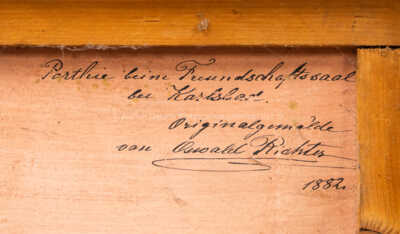 Parthie beim Freundschaftssaal
bei Karlsbad.
Originalgemälde
von Oswald Richter
1882.